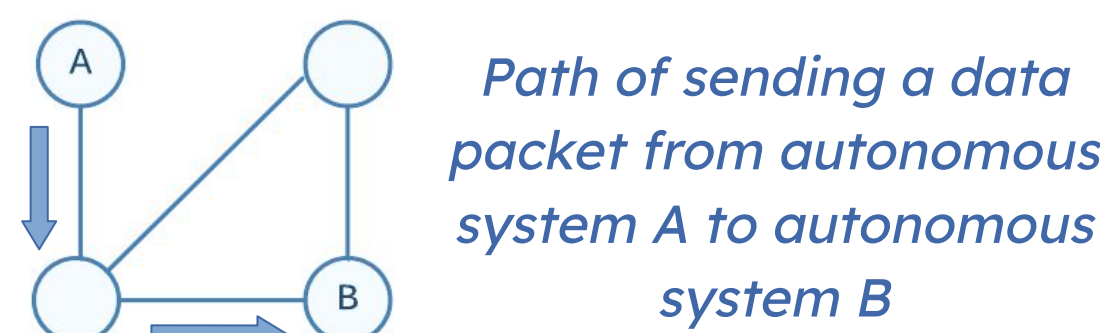 A
Path of sending a data
packet from autonomous
system A to autonomous
system B
B